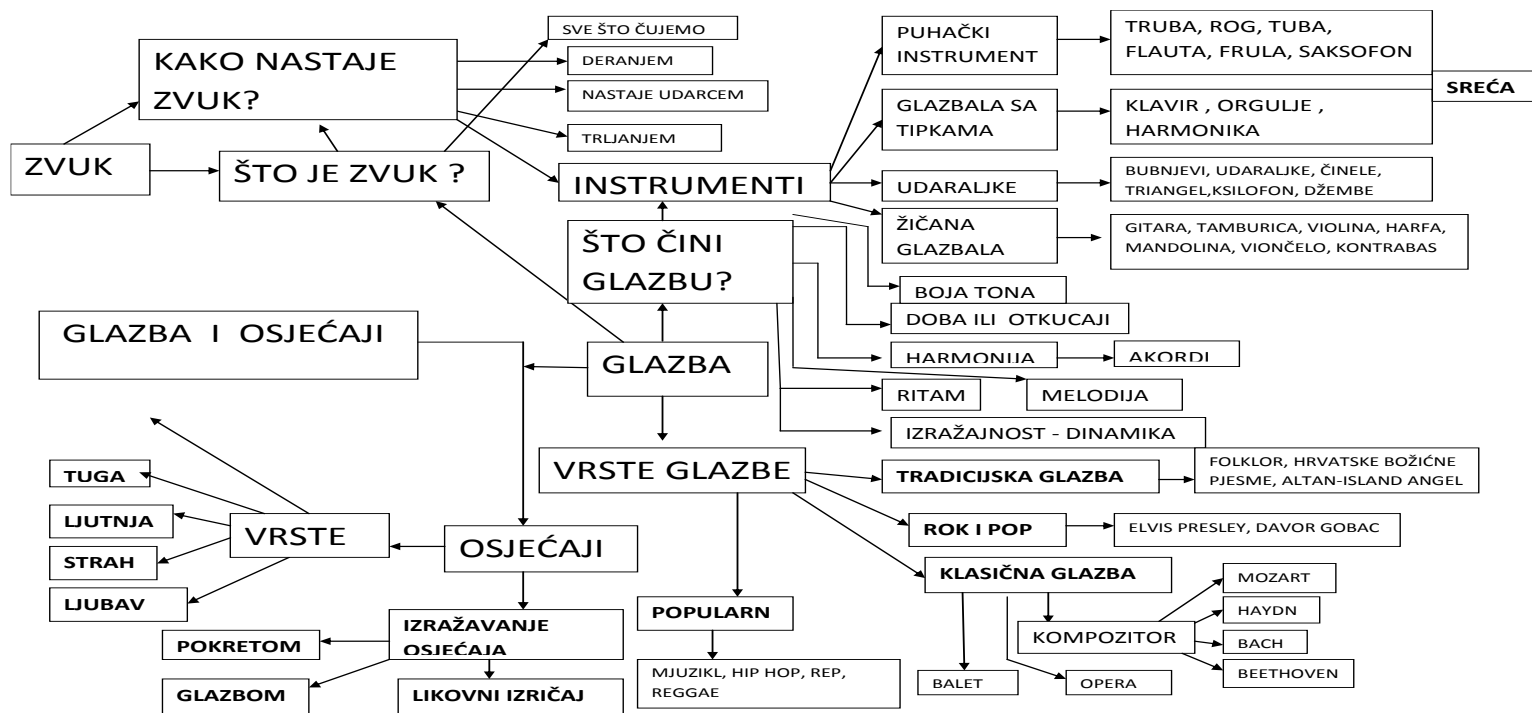 SVE ŠTO ČUJEMO
KAKO NASTAJE
ZVUK?
DERANJEM
NASTAJE UDARCEM
TRLJANJEM
ZVUK
ŠTO JE ZVUK ?
INSTRUMENTI
PUHAČKI
INSTRUMENT
TRUBA, ROG, TUBA,
FLAUTA, FRULA, SAKSOFON
SREĆA
GLAZBALA SA
TIPKAMA
KLAVIR , ORGULJE ,
HARMONIKA
UDARALJKE
BUBNJEVI, UDARALJKE, ČINELE,
TRIANGEL,KSILOFON, DŽEMBE
ŽIČANA
GLAZBALA
GITARA, TAMBURICA, VIOLINA, HARFA,
MANDOLINA, VIONČELO, KONTRABAS
ŠTO ČINI
GLAZBU?
BOJA TONA
DOBA ILI OTKUCAJI
HARMONIJA
AKORDI
RITAM
MELODIJA
IZRAŽAJNOST - DINAMIKA
GLAZBA I OSJEĆAJI
GLAZBA
VRSTE GLAZBE
TRADICIJSKA GLAZBA
FOLKLOR, HRVATSKE BOŽIĆNE
PJESME, ALTAN-ISLAND ANGEL
ROK I POP
ELVIS PRESLEY, DAVOR GOBAC
KLASIČNA GLAZBA
MOZART
HAYDN
KOMPOZITOR
BACH
BEETHOVEN
BALET
OPERA
POPULARN
MJUZIKL, HIP HOP, REP,
REGGAE
TUGA
LJUTNJA
STRAH
LJUBAV
VRSTE
OSJEĆAJI
IZRAŽAVANJE
OSJEĆAJA
POKRETOM
GLAZBOM
LIKOVNI IZRIČAJ